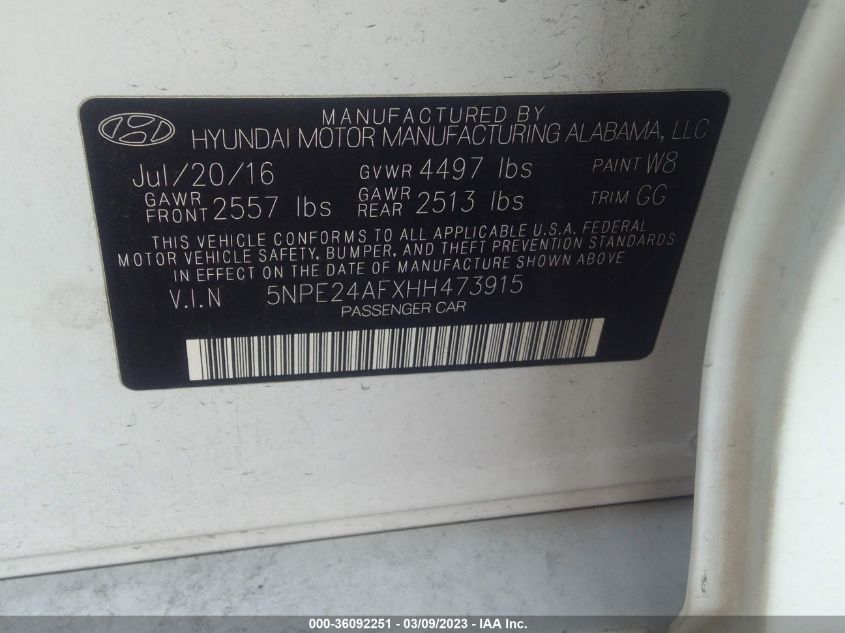 MANUFACTURED BY
HYUNDAI MOTOR MANUFACTURING ALABAMA, LLC
Jul/20/16 GVWR 4497 lbs PAINT W8
GAWR FRONT 2557 lbs GAWR REAR 2513 lbs TRIM GG
THIS VEHICLE CONFORMS TO ALL APPLICABLE U.S.A. FEDERAL
MOTOR VEHICLE SAFETY, BUMPER, AND THEFT PREVENTION STANDARDS
IN EFFECT ON THE DATE OF MANUFACTURE SHOWN ABOVE
V.I.N 5NPE24AFXHH473915
PASSENGER CAR
000-36092251 - 03/09/2023 - IAA Inc.